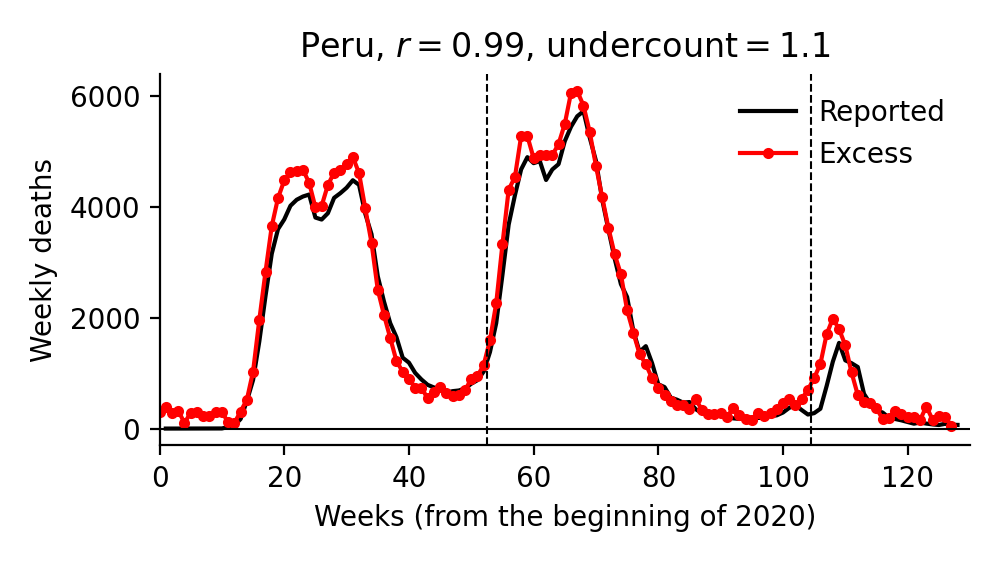 Peru, r = 0.99, undercount = 1.1
Weekly deaths
6000
4000
2000
0
Reported
Excess
0 20 40 60 80 100 120
Weeks (from the beginning of 2020)